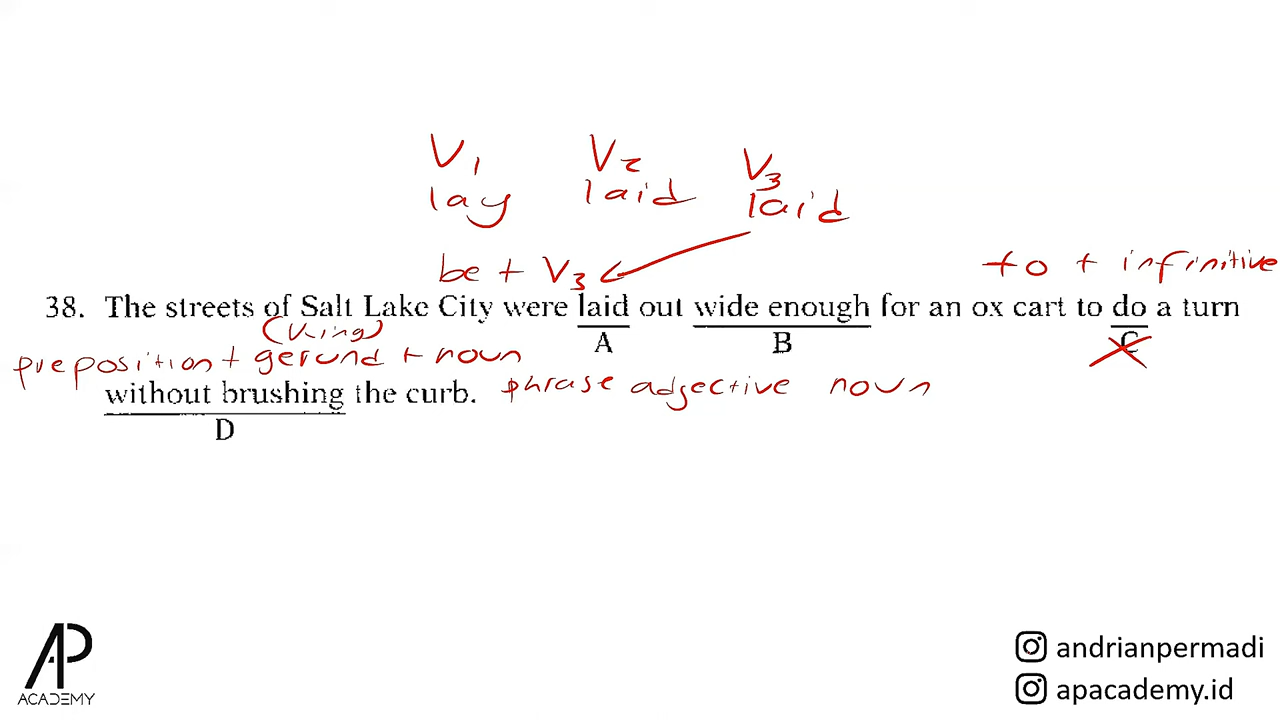 V1 V2 V3
lay laid laid
be + V3
to + infinitive
38. The streets of Salt Lake City were laid out wide enough for an ox cart to do a turn
(Ving)
A B C
preposition + gerund + noun
without brushing the curb. phrase adjective noun
D
AP
ACADEMY
andrianpermadi
apacademy.id